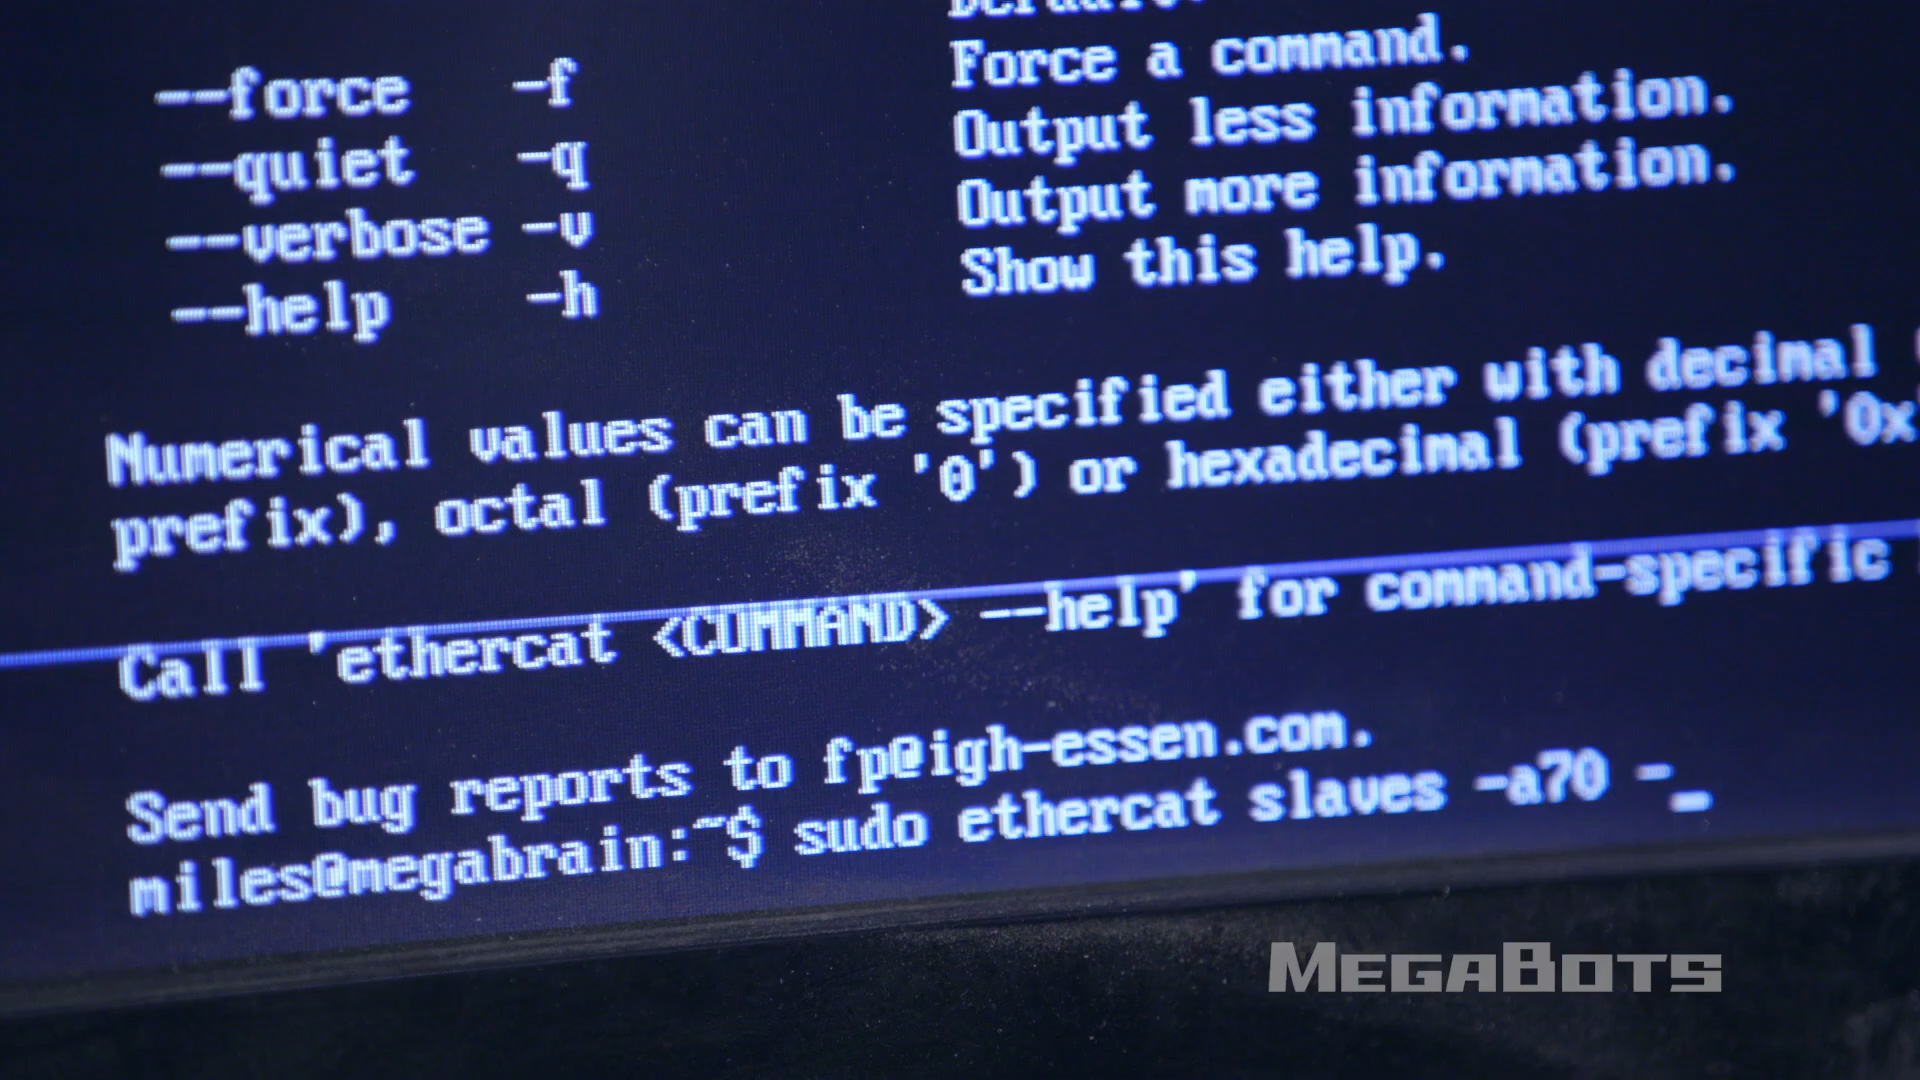 Default:
--force -f Force a command.
--quiet -q Output less information.
--verbose -v Output more information.
--help -h Show this help.
Numerical values can be specified either with decimal
prefix), octal (prefix '0') or hexadecimal (prefix '0x'
Call 'ethercat <COMMAND> --help' for command-specific
Send bug reports to fp@igh-essen.com.
miles@megabrain:~$ sudo ethercat slaves -a70 -_
MEGABOTS